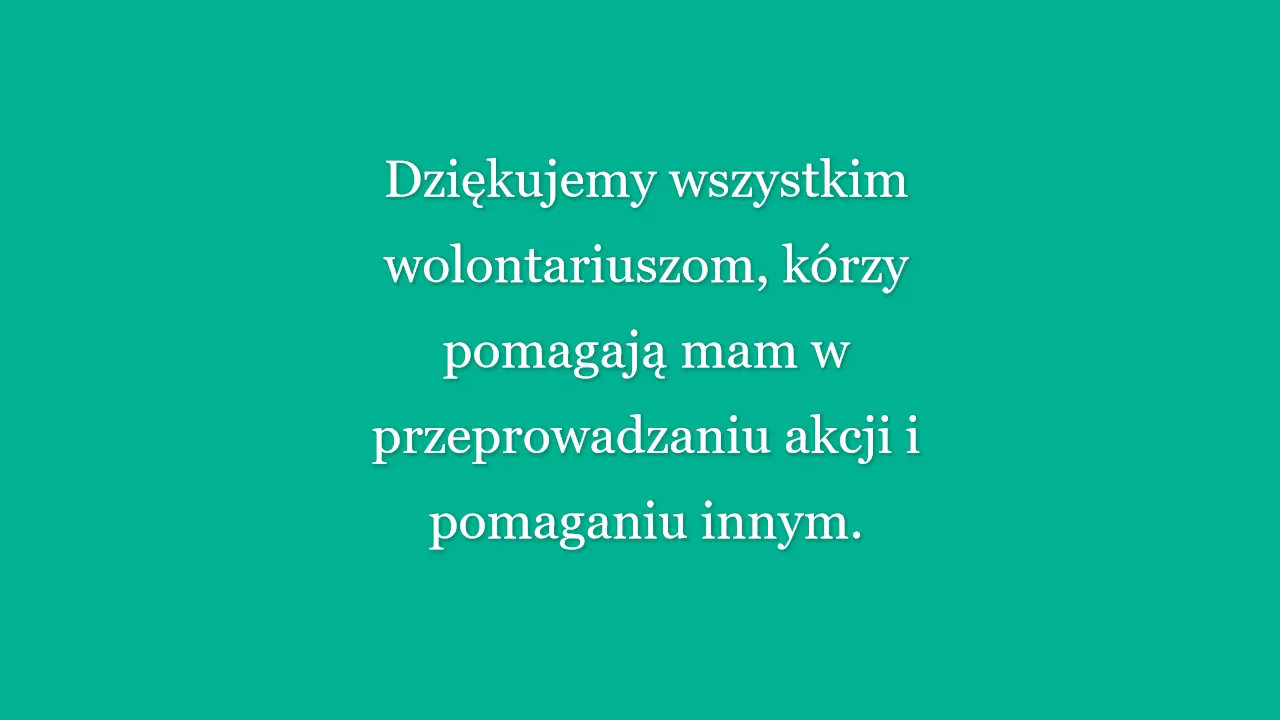 Dziękujemy wszystkim
wolontariuszom, kórzy
pomagają mam w
przeprowadzaniu akcji i
pomaganiu innym.